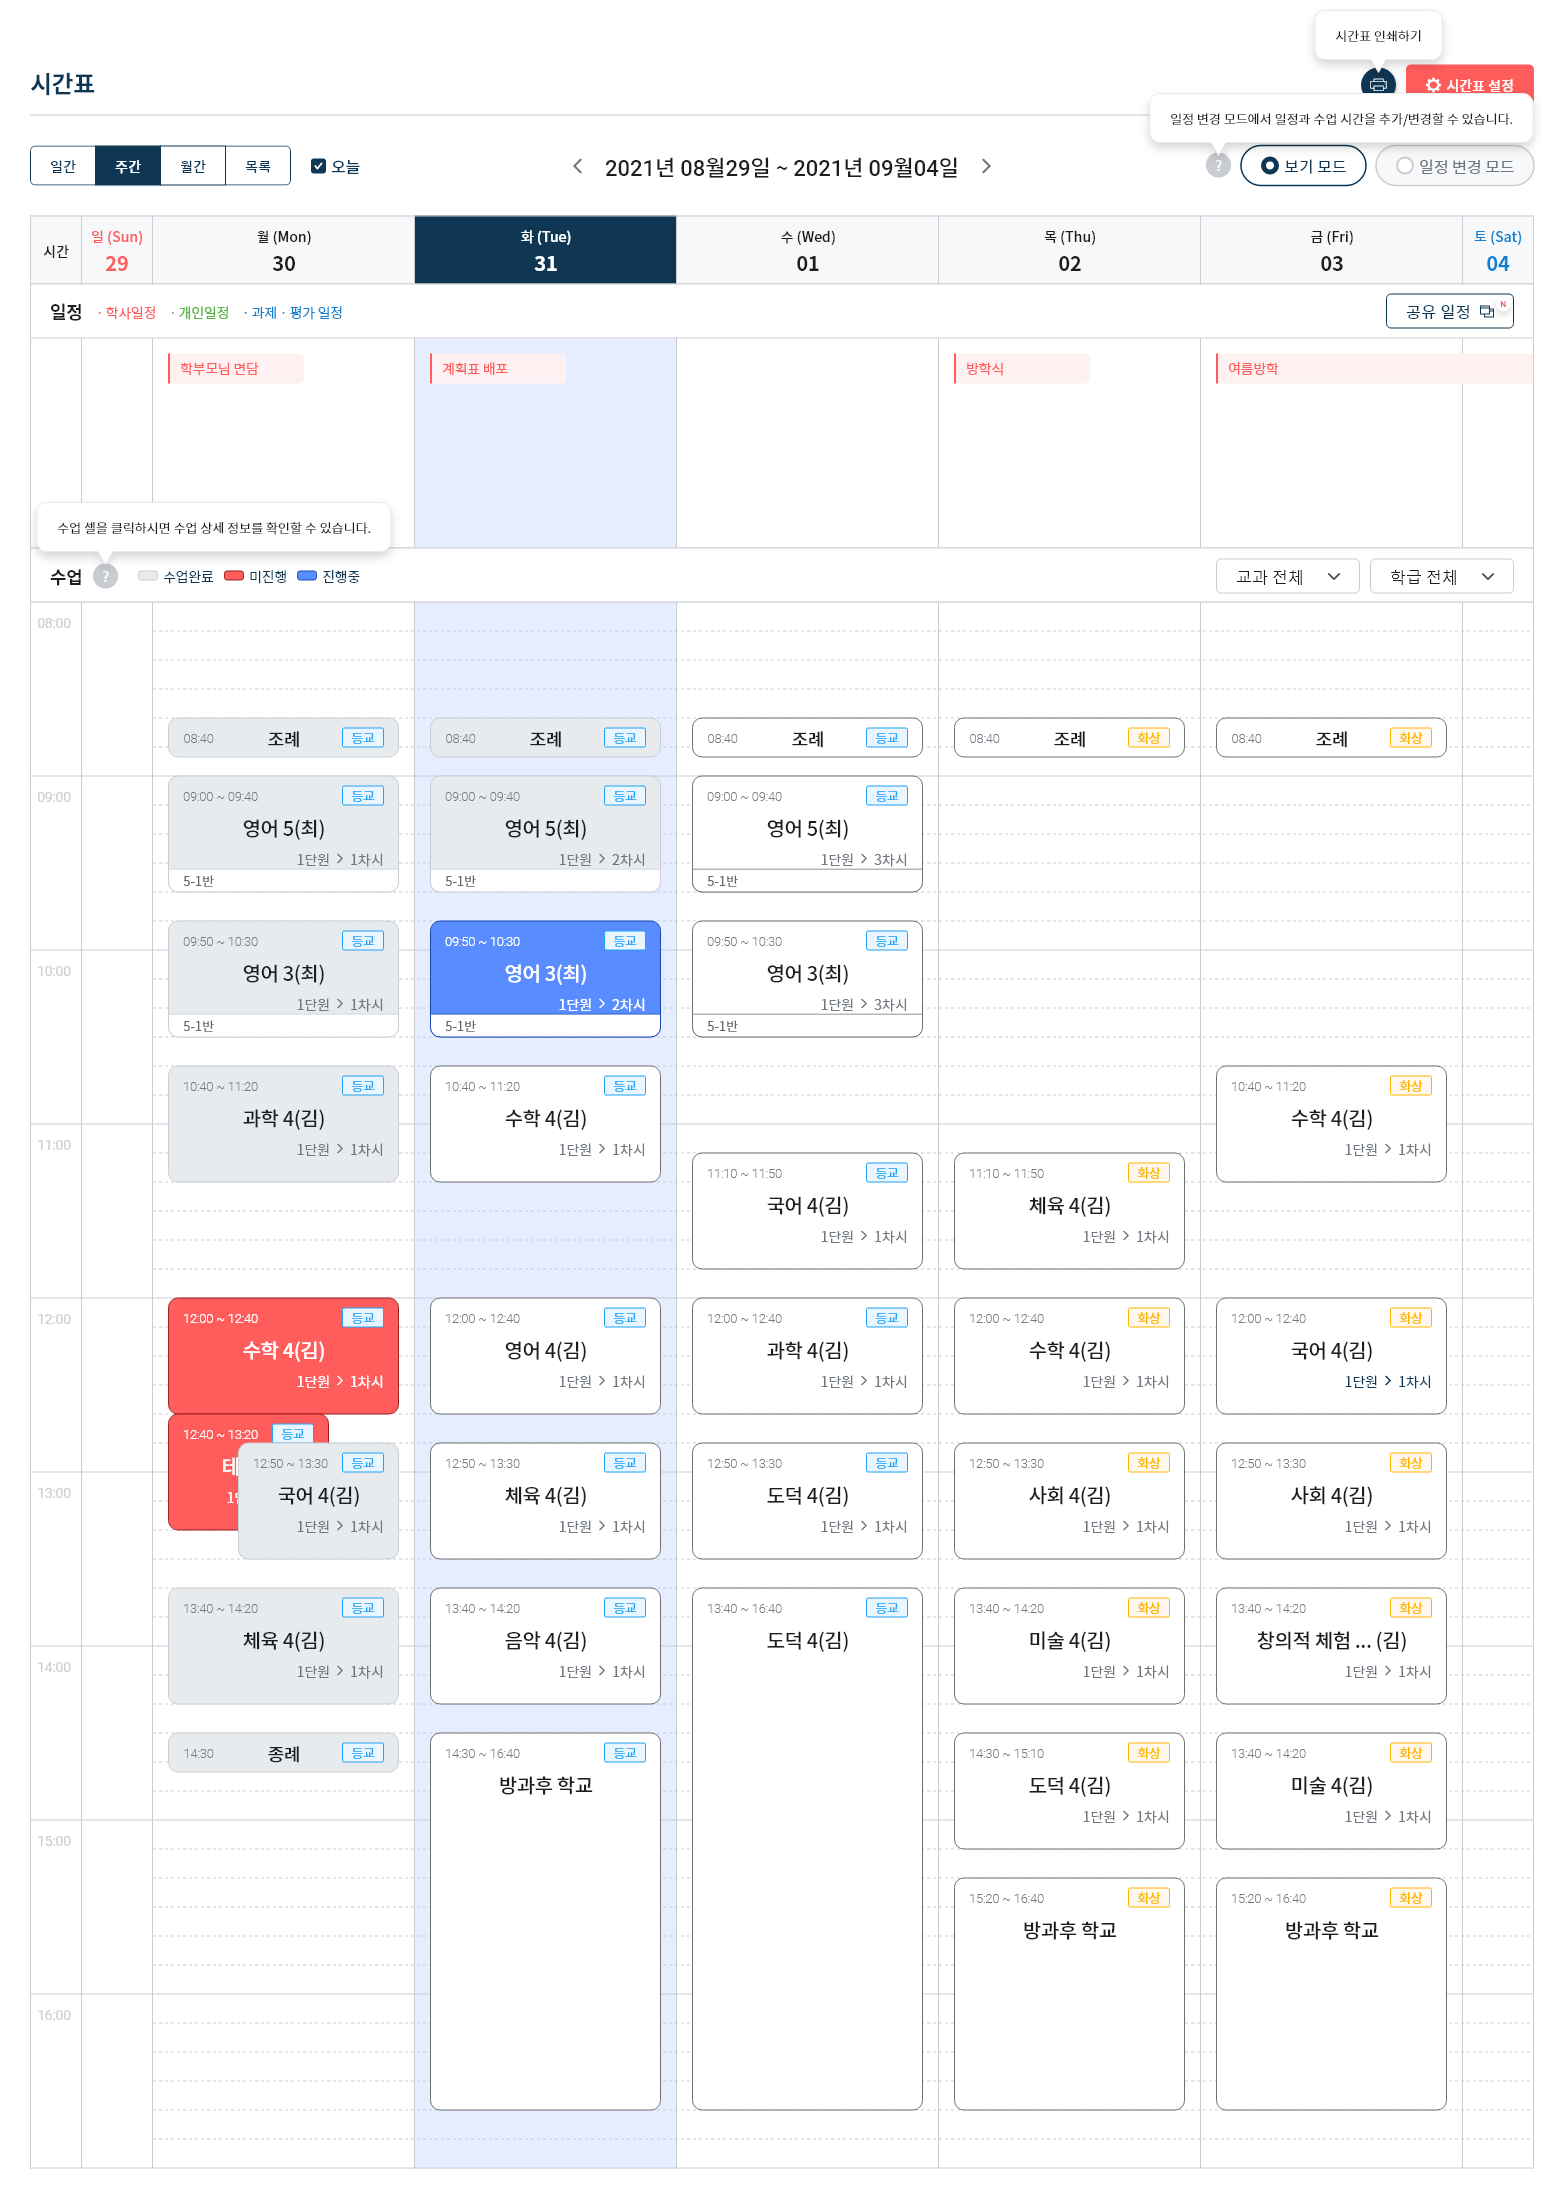 시간표 인쇄하기
시간표
시간표 설정
일정 변경 모드에서 일정과 수업 시간을 추가/변경할 수 있습니다.
일간 주간 월간 목록 오늘
2021년 08월29일 ~ 2021년 09월04일
? 보기 모드 일정 변경 모드
시간 일 (Sun) 월 (Mon) 화 (Tue) 수 (Wed) 목 (Thu) 금 (Fri) 토 (Sat)
29 30 31 01 02 03 04
일정 · 학사일정 · 개인일정 · 과제 · 평가 일정 공유 일정 N
학부모님 면담 계획표 배포 방학식 여름방학
수업 셀을 클릭하시면 수업 상세 정보를 확인할 수 있습니다.
수업 ? 수업완료 미진행 진행중 교과 전체 학급 전체
08:00
08:40 조례 등교 08:40 조례 등교 08:40 조례 등교 08:40 조례 화상 08:40 조례 화상
09:00
09:00 ~ 09:40 등교 09:00 ~ 09:40 등교 09:00 ~ 09:40 등교
영어 5(최) 영어 5(최) 영어 5(최)
1단원 > 1차시 1단원 > 2차시 1단원 > 3차시
5-1반 5-1반 5-1반
09:50 ~ 10:30 등교 09:50 ~ 10:30 등교 09:50 ~ 10:30 등교
10:00
영어 3(최) 영어 3(최) 영어 3(최)
1단원 > 1차시 1단원 > 2차시 1단원 > 3차시
5-1반 5-1반 5-1반
10:40 ~ 11:20 등교 10:40 ~ 11:20 등교 10:40 ~ 11:20 화상
과학 4(김) 수학 4(김) 수학 4(김)
11:00
1단원 > 1차시 1단원 > 1차시 1단원 > 1차시
11:10 ~ 11:50 등교 11:10 ~ 11:50 화상
국어 4(김) 체육 4(김)
1단원 > 1차시 1단원 > 1차시
12:00
12:00 ~ 12:40 등교 12:00 ~ 12:40 등교 12:00 ~ 12:40 등교 12:00 ~ 12:40 화상 12:00 ~ 12:40 화상
수학 4(김) 영어 4(김) 과학 4(김) 수학 4(김) 국어 4(김)
1단원 > 1차시 1단원 > 1차시 1단원 > 1차시 1단원 > 1차시 1단원 > 1차시
12:40 ~ 13:20 등교
12:50 ~ 13:30 등교 12:50 ~ 13:30 등교 12:50 ~ 13:30 등교 12:50 ~ 13:30 화상 12:50 ~ 13:30 화상
13:00
국어 4(김) 체육 4(김) 도덕 4(김) 사회 4(김) 사회 4(김)
1단원 > 1차시 1단원 > 1차시 1단원 > 1차시 1단원 > 1차시 1단원 > 1차시
13:40 ~ 14:20 등교 13:40 ~ 14:20 등교 13:40 ~ 16:40 등교 13:40 ~ 14:20 화상 13:40 ~ 14:20 화상
체육 4(김) 음악 4(김) 도덕 4(김) 미술 4(김) 창의적 체험 ... (김)
14:00
1단원 > 1차시 1단원 > 1차시 1단원 > 1차시 1단원 > 1차시
14:30 종례 등교 14:30 ~ 16:40 등교 14:30 ~ 15:10 화상 13:40 ~ 14:20 화상
방과후 학교 도덕 4(김) 미술 4(김)
1단원 > 1차시 1단원 > 1차시
15:00
15:20 ~ 16:40 화상 15:20 ~ 16:40 화상
방과후 학교 방과후 학교
16:00